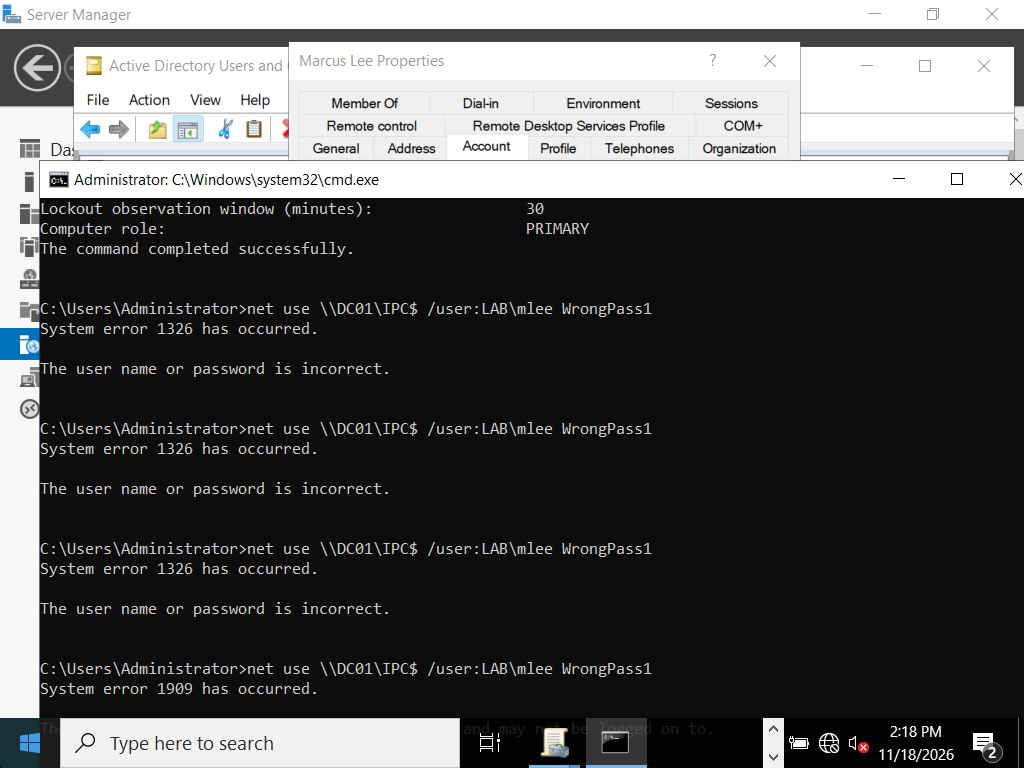 Server Manager
Active Directory Users and
Marcus Lee Properties
?
File Action View Help
Member Of Dial-in Environment Sessions
Remote control Remote Desktop Services Profile COM+
General Address Account Profile Telephones Organization
Das
Administrator: C:\Windows\system32\cmd.exe
Lockout observation window (minutes): 30
Computer role: PRIMARY
The command completed successfully.
C:\Users\Administrator>net use \\DC01\IPC$ /user:LAB\mlee WrongPass1
System error 1326 has occurred.
The user name or password is incorrect.
C:\Users\Administrator>net use \\DC01\IPC$ /user:LAB\mlee WrongPass1
System error 1326 has occurred.
The user name or password is incorrect.
C:\Users\Administrator>net use \\DC01\IPC$ /user:LAB\mlee WrongPass1
System error 1326 has occurred.
The user name or password is incorrect.
C:\Users\Administrator>net use \\DC01\IPC$ /user:LAB\mlee WrongPass1
System error 1909 has occurred.
and may not be logged on to.
Type here to search
2:18 PM
11/18/2026
2